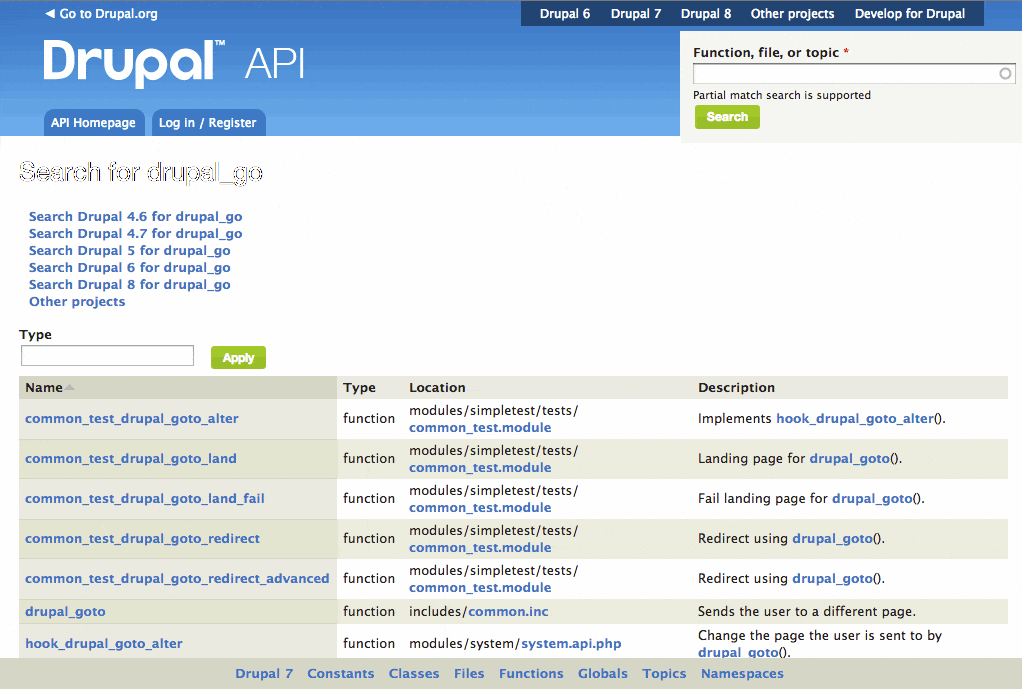 ◀ Go to Drupal.org
Drupal 6 Drupal 7 Drupal 8 Other projects Develop for Drupal
Drupal™ API
Function, file, or topic *
Partial match search is supported
Search
API Homepage Log in / Register
Search for drupal_go
Search Drupal 4.6 for drupal_go
Search Drupal 4.7 for drupal_go
Search Drupal 5 for drupal_go
Search Drupal 6 for drupal_go
Search Drupal 8 for drupal_go
Other projects
Type
Apply
Name Type Location Description
common_test_drupal_goto_alter function modules/simpletest/tests/ Implements hook_drupal_goto_alter().
common_test.module
common_test_drupal_goto_land function modules/simpletest/tests/ Landing page for drupal_goto().
common_test.module
common_test_drupal_goto_land_fail function modules/simpletest/tests/ Fail landing page for drupal_goto().
common_test.module
common_test_drupal_goto_redirect function modules/simpletest/tests/ Redirect using drupal_goto().
common_test.module
common_test_drupal_goto_redirect_advanced function modules/simpletest/tests/ Redirect using drupal_goto().
common_test.module
drupal_goto function includes/common.inc Sends the user to a different page.
hook_drupal_goto_alter function modules/system/system.api.php Change the page the user is sent to by
drupal_goto().
Drupal 7 Constants Classes Files Functions Globals Topics Namespaces